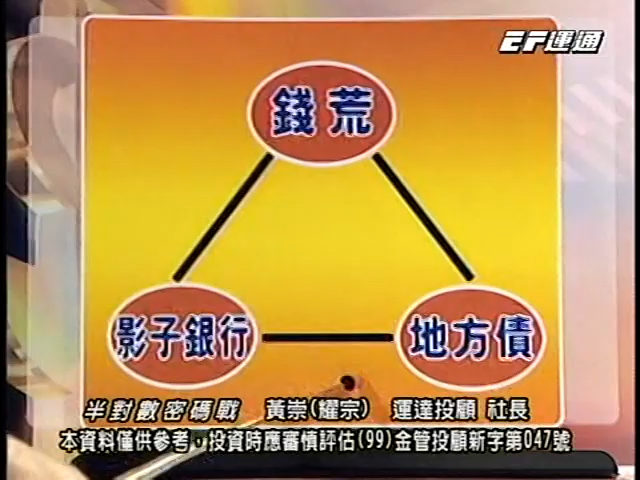 EF運通
錢荒
影子銀行
地方債
半對數密碼戰 黃崇(耀宗) 運達投顧 社長
本資料僅供參考，投資時應審慎評估(99)金管投顧新字第047號